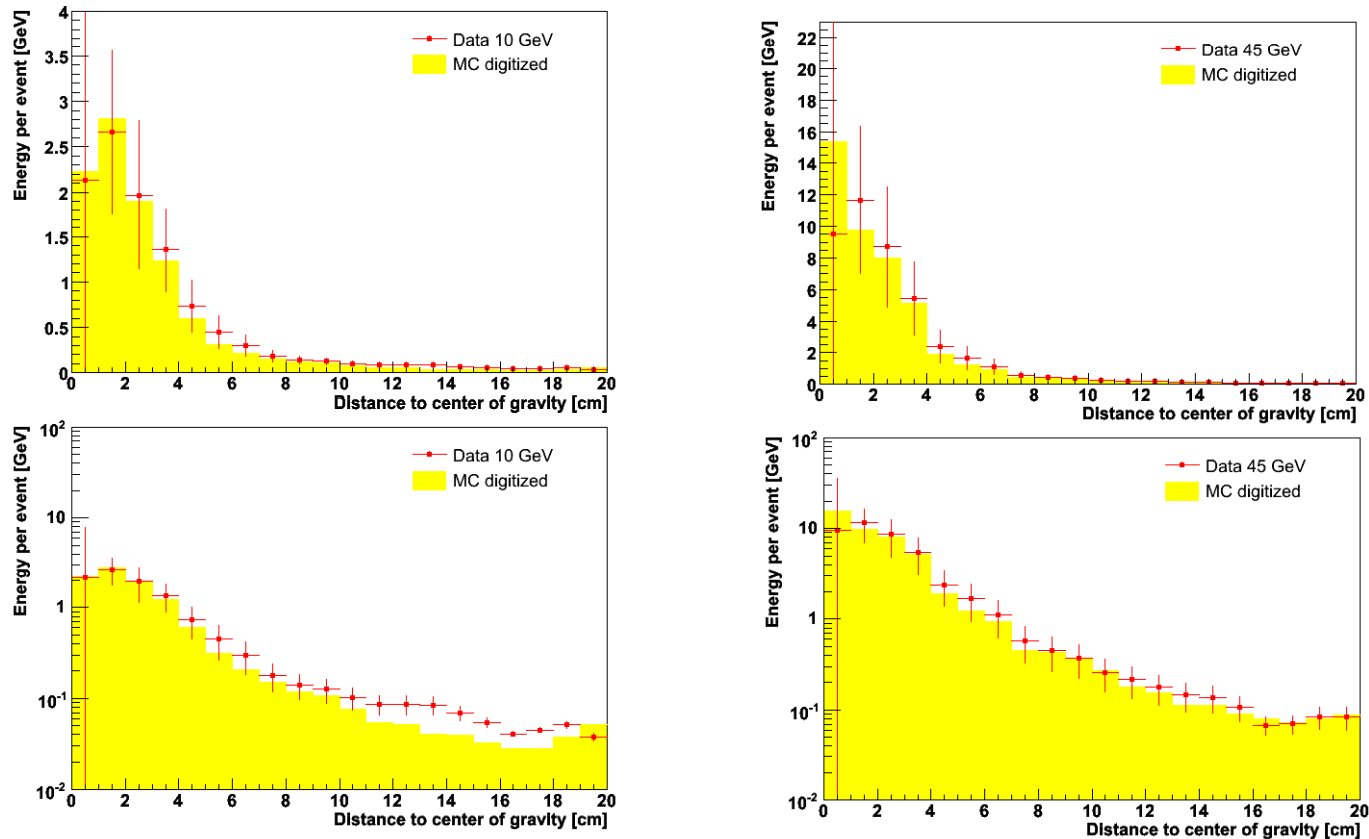 Energy per event [GeV]
4
3.5
3
2.5
2
1.5
1
0.5
0
Data 10 GeV
MC digitized
0 2 4 6 8 10 12 14 16 18 20
Distance to center of gravity [cm]
Energy per event [GeV]
22
20
18
16
14
12
10
8
6
4
2
0
Data 45 GeV
MC digitized
0 2 4 6 8 10 12 14 16 18 20
Distance to center of gravity [cm]
Energy per event [GeV]
10²
10
1
10⁻¹
10⁻²
Data 10 GeV
MC digitized
0 2 4 6 8 10 12 14 16 18 20
Distance to center of gravity [cm]
Energy per event [GeV]
10²
10
1
10⁻¹
10⁻²
Data 45 GeV
MC digitized
0 2 4 6 8 10 12 14 16 18 20
Distance to center of gravity [cm]